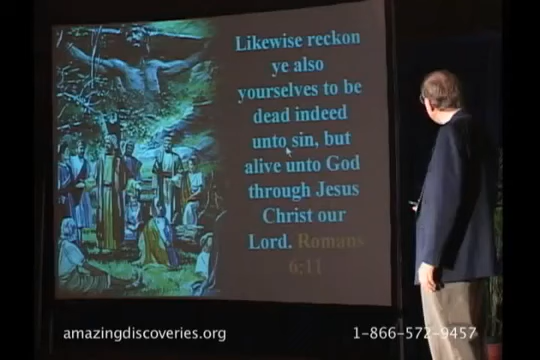 Likewise reckon
ye also
yourselves to be
dead indeed
unto sin, but
alive unto God
through Jesus
Christ our
Lord. Romans
6:11
amazingdiscoveries.org
1-866-572-9457